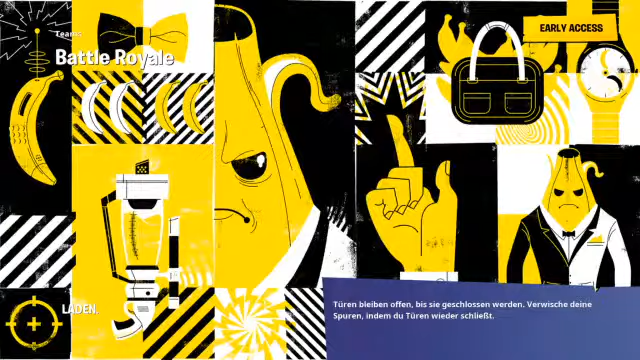 EARLY ACCESS
Teams
Battle Royale
LADEN
Türen bleiben offen, bis sie geschlossen werden. Verwische deine
Spuren, indem du Türen wieder schließt.